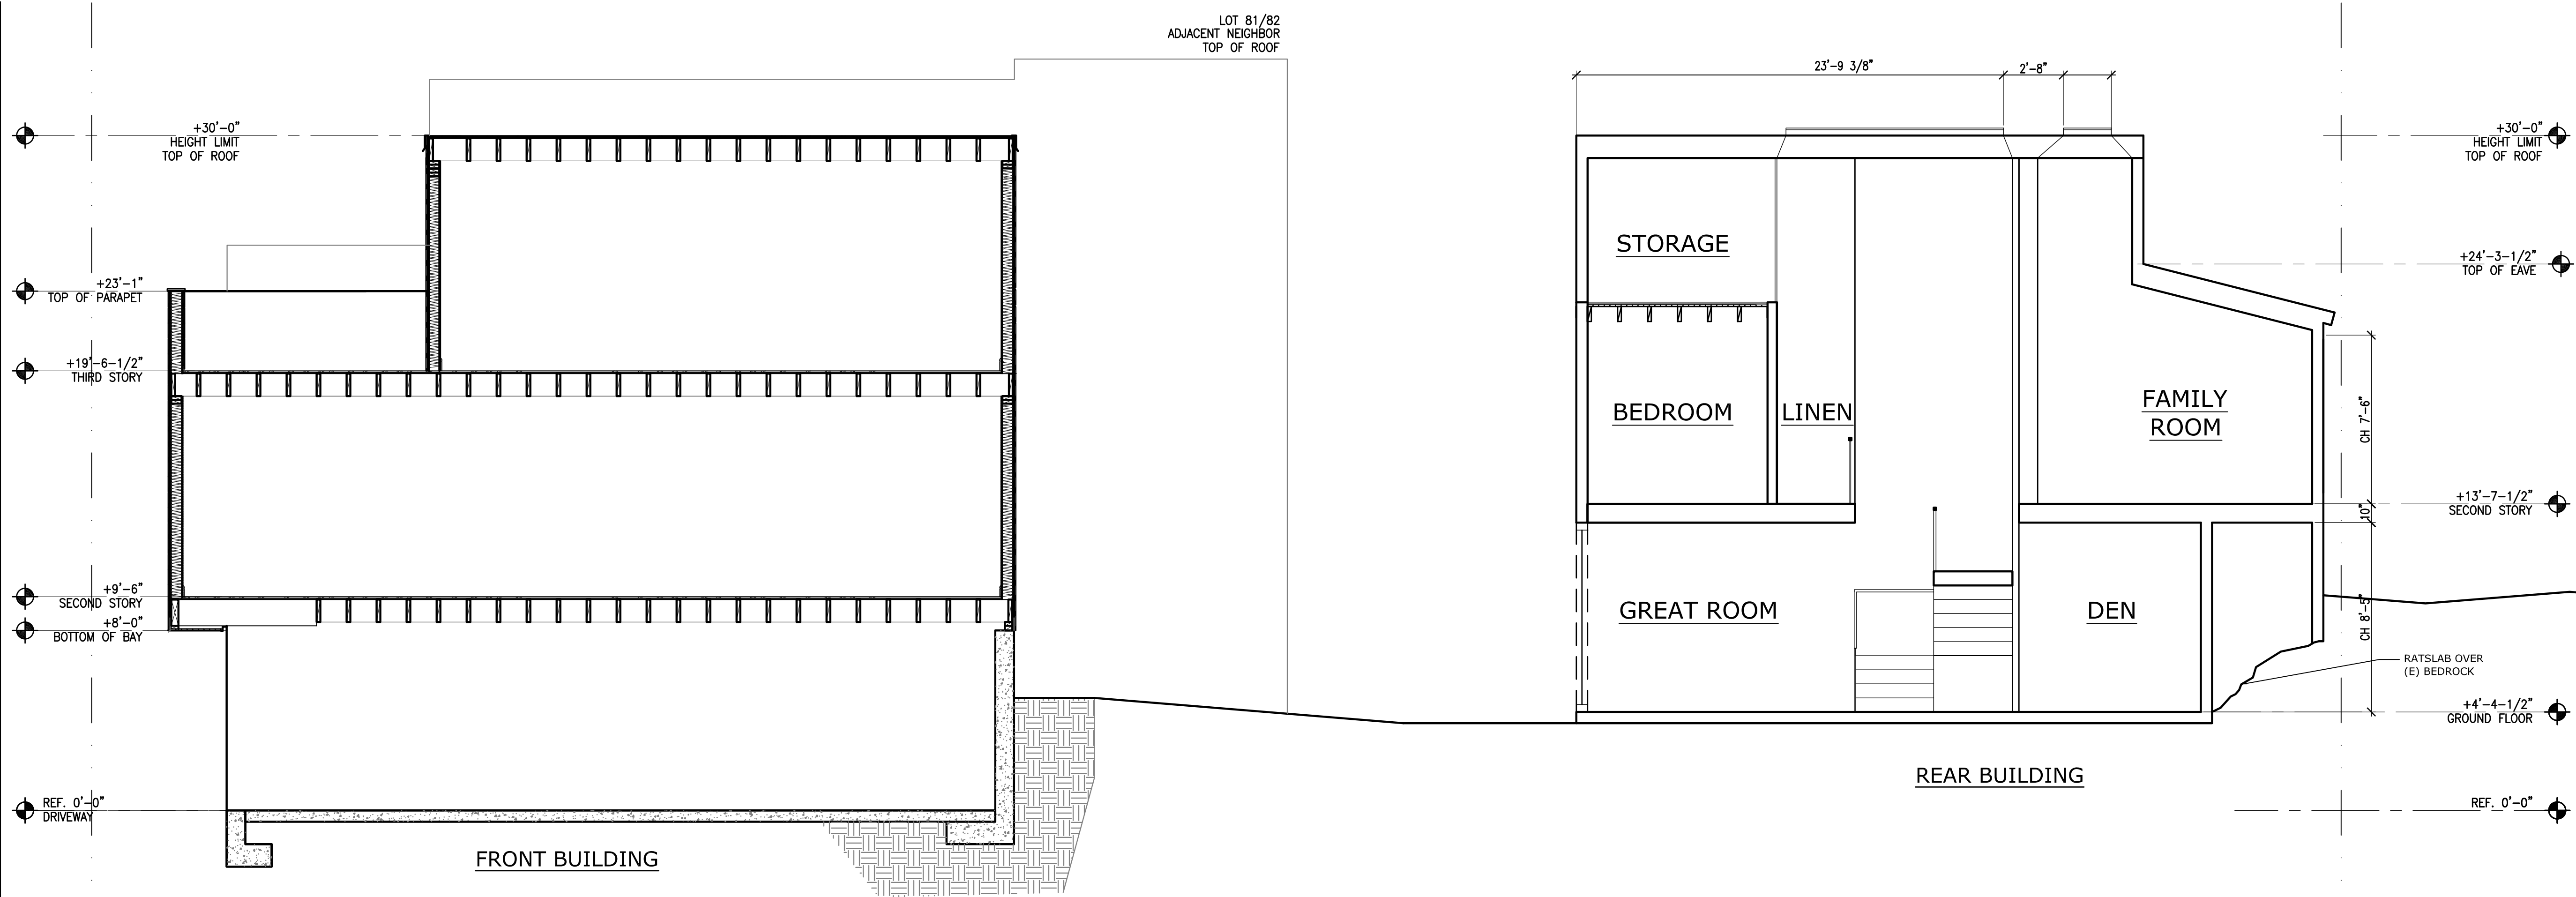 LOT 81/82
ADJACENT NEIGHBOR
TOP OF ROOF
+30'-0"
HEIGHT LIMIT
TOP OF ROOF
+23'-1"
TOP OF PARAPET
+19'-6-1/2"
THIRD STORY
+9'-6"
SECOND STORY
+8'-0"
BOTTOM OF BAY
REF. 0'-0"
DRIVEWAY
FRONT BUILDING
23'-9 3/8"
2'-8"
STORAGE
BEDROOM
LINEN
FAMILY
ROOM
GREAT ROOM
DEN
REAR BUILDING
CH 7'-6"
10"
CH 8'-5"
RATSLAB OVER
(E) BEDROCK
+30'-0"
HEIGHT LIMIT
TOP OF ROOF
+24'-3-1/2"
TOP OF EAVE
+13'-7-1/2"
SECOND STORY
+4'-4-1/2"
GROUND FLOOR
REF. 0'-0"